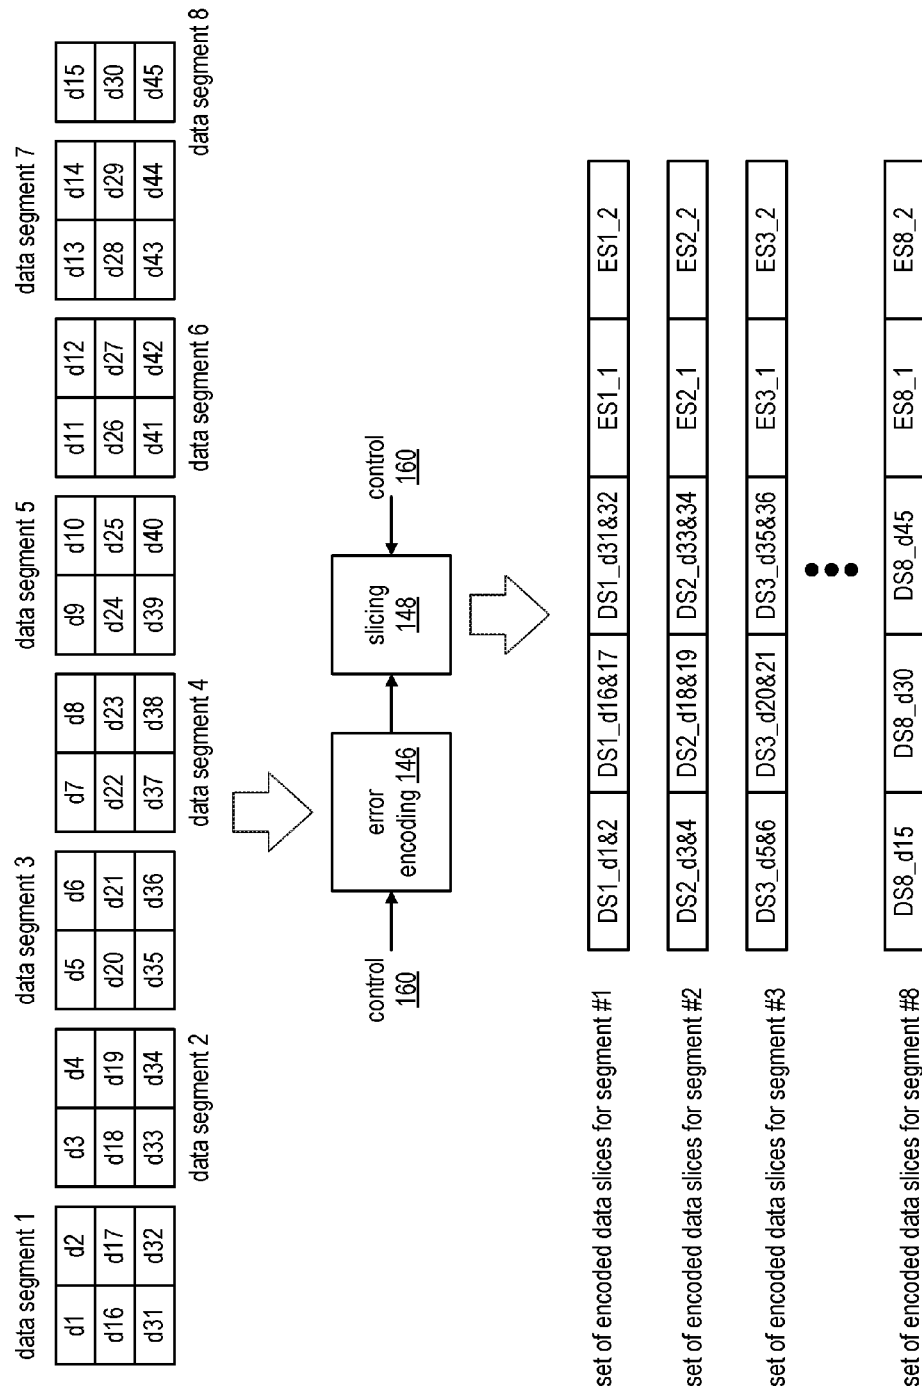 data segment 1
d1 d2
d16 d17
d31 d32
d3 d4
d18 d19
d33 d34
data segment 2
data segment 3
d5 d6
d20 d21
d35 d36
d7 d8
d22 d23
d37 d38
data segment 4
data segment 5
d9 d10
d24 d25
d39 d40
d11 d12
d26 d27
d41 d42
data segment 6
data segment 7
d13 d14
d28 d29
d43 d44
d15
d30
d45
data segment 8
control
160
error
encoding 146
slicing
148
control
160
set of encoded data slices for segment #1 DS1_d1&2 DS1_d16&17 DS1_d31&32 ES1_1 ES1_2
set of encoded data slices for segment #2 DS2_d3&4 DS2_d18&19 DS2_d33&34 ES2_1 ES2_2
set of encoded data slices for segment #3 DS3_d5&6 DS3_d20&21 DS3_d35&36 ES3_1 ES3_2
set of encoded data slices for segment #8 DS8_d15 DS8_d30 DS8_d45 ES8_1 ES8_2